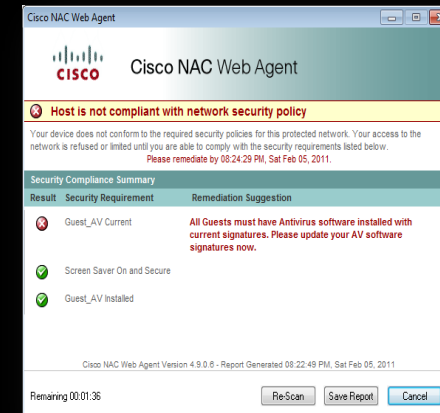 Cisco NAC Web Agent
CISCO
Cisco NAC Web Agent
Host is not compliant with network security policy
Your device does not conform to the required security policies for this protected network. Your access to the
network is refused or limited until you are able to comply with the security requirements listed below.
Please remediate by 08:24:29 PM, Sat Feb 05, 2011.
Security Compliance Summary
Result Security Requirement Remediation Suggestion
Guest_AV Current All Guests must have Antivirus software installed with
current signatures. Please update your AV software
signatures now.
Screen Saver On and Secure
Guest_AV Installed
Cisco NAC Web Agent Version 4.9.0.6 - Report Generated 08:22:49 PM, Sat Feb 05, 2011
Remaining 00:01:36 Re-Scan Save Report Cancel